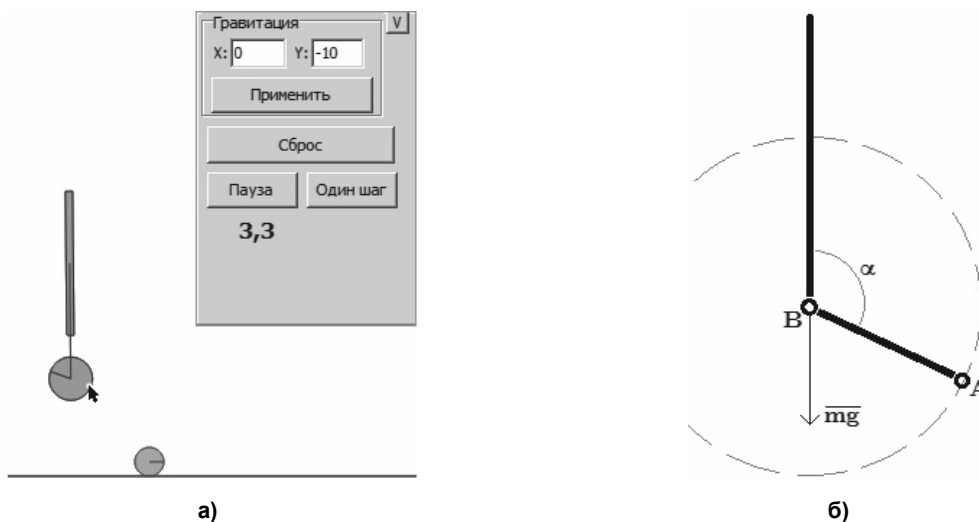 Гравитация
V
X: 0 Y: -10
Применить
Сброс
Пауза Один шаг
3,3
α
B
A
mg
а) б)